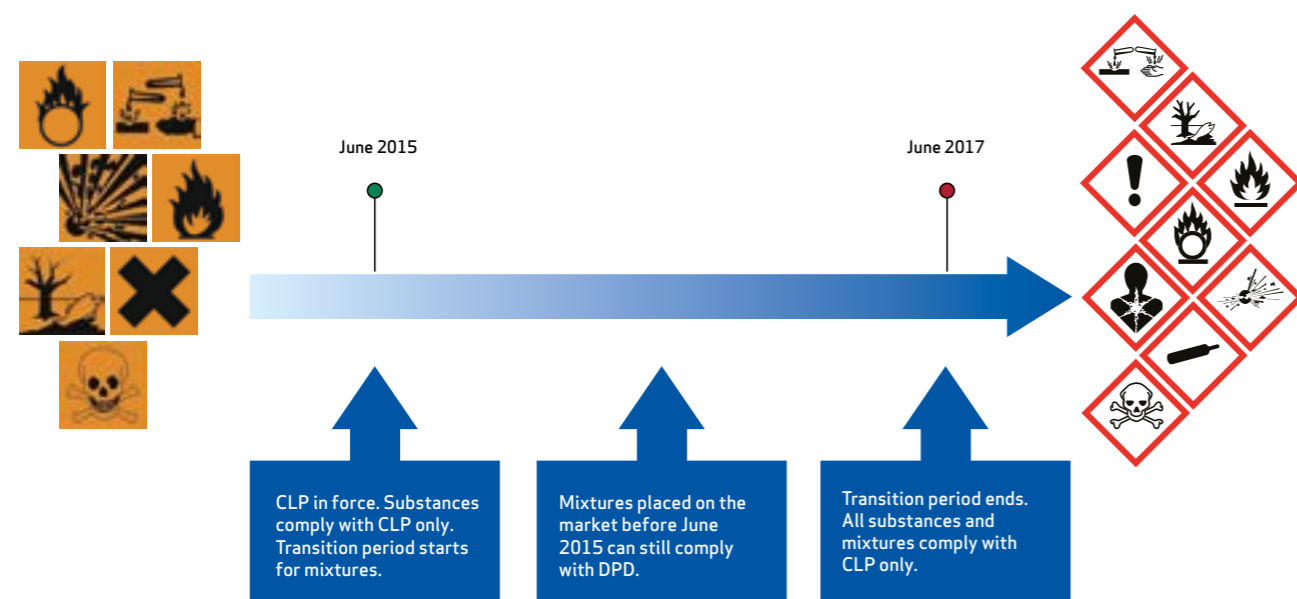 June 2015
June 2017
CLP in force. Substances
comply with CLP only.
Transition period starts
for mixtures.
Mixtures placed on the
market before June
2015 can still comply
with DPD.
Transition period ends.
All substances and
mixtures comply with
CLP only.